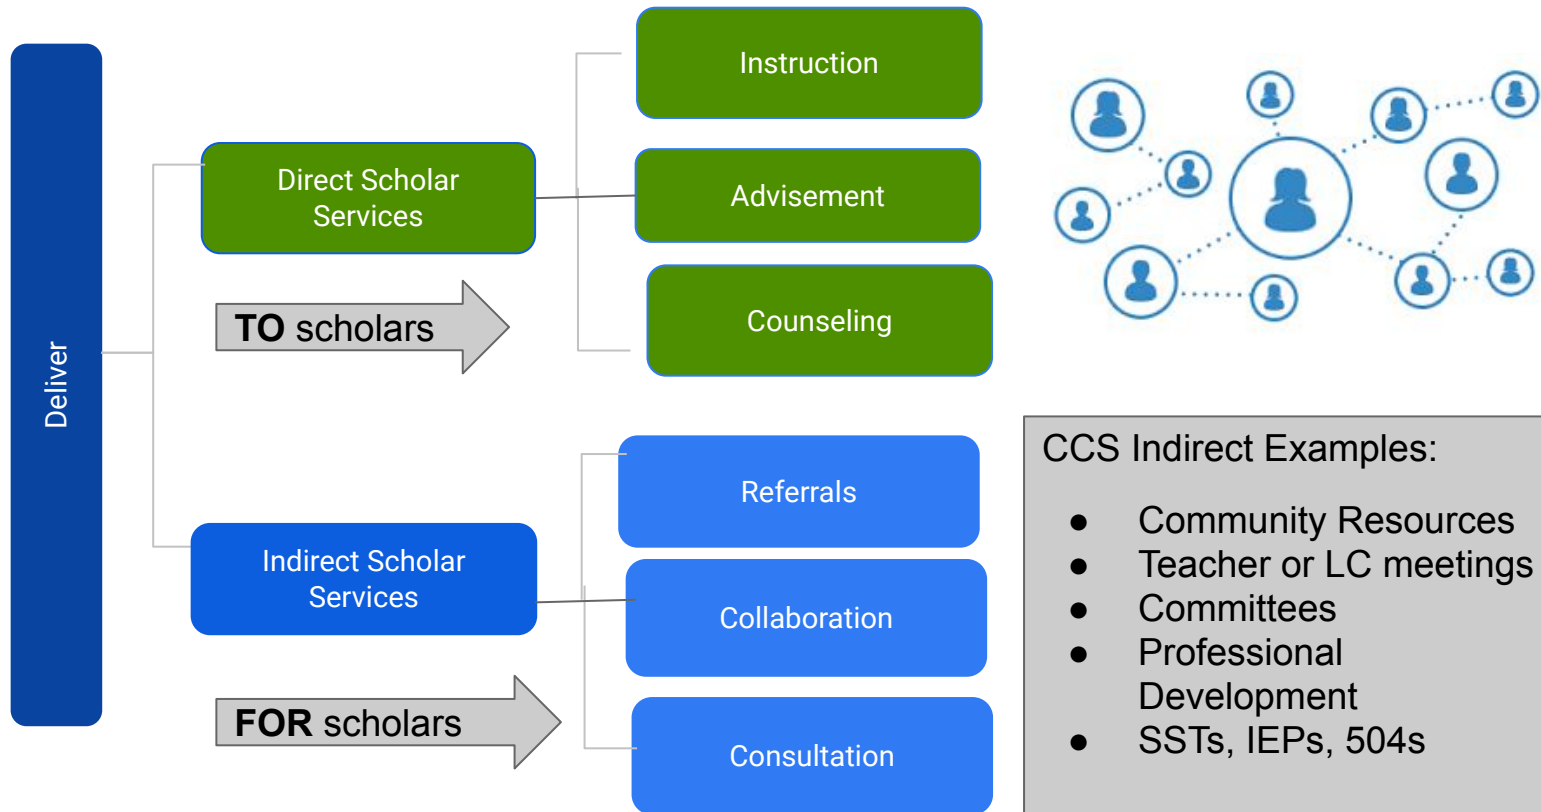 Deliver
Direct Scholar
Services
TO scholars
Instruction
Advisement
Counseling
Indirect Scholar
Services
FOR scholars
Referrals
Collaboration
Consultation
CCS Indirect Examples:
● Community Resources
● Teacher or LC meetings
● Committees
● Professional
Development
● SSTs, IEPs, 504s